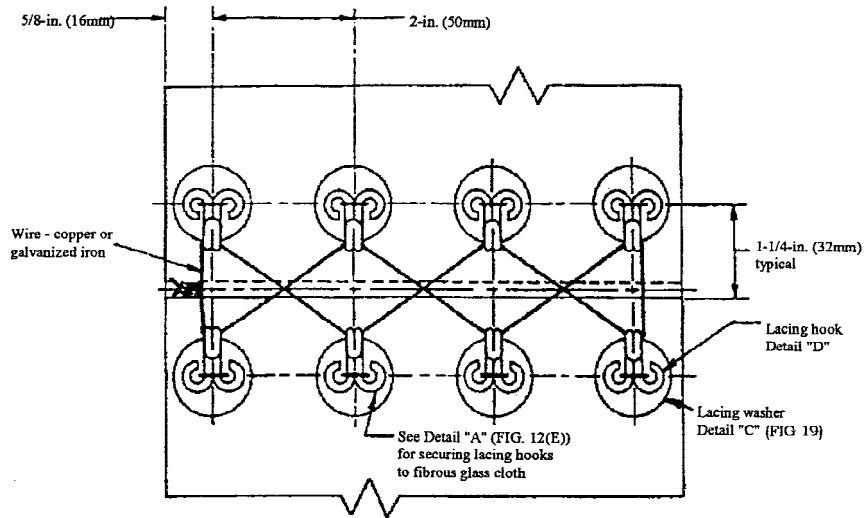 5/8-in. (16mm)
2-in. (50mm)
Wire - copper or
galvanized iron
1-1/4-in. (32mm)
typical
Lacing hook
Detail "D"
Lacing washer
Detail "C" (FIG 19)
See Detail "A" (FIG. 12(E))
for securing lacing hooks
to fibrous glass cloth